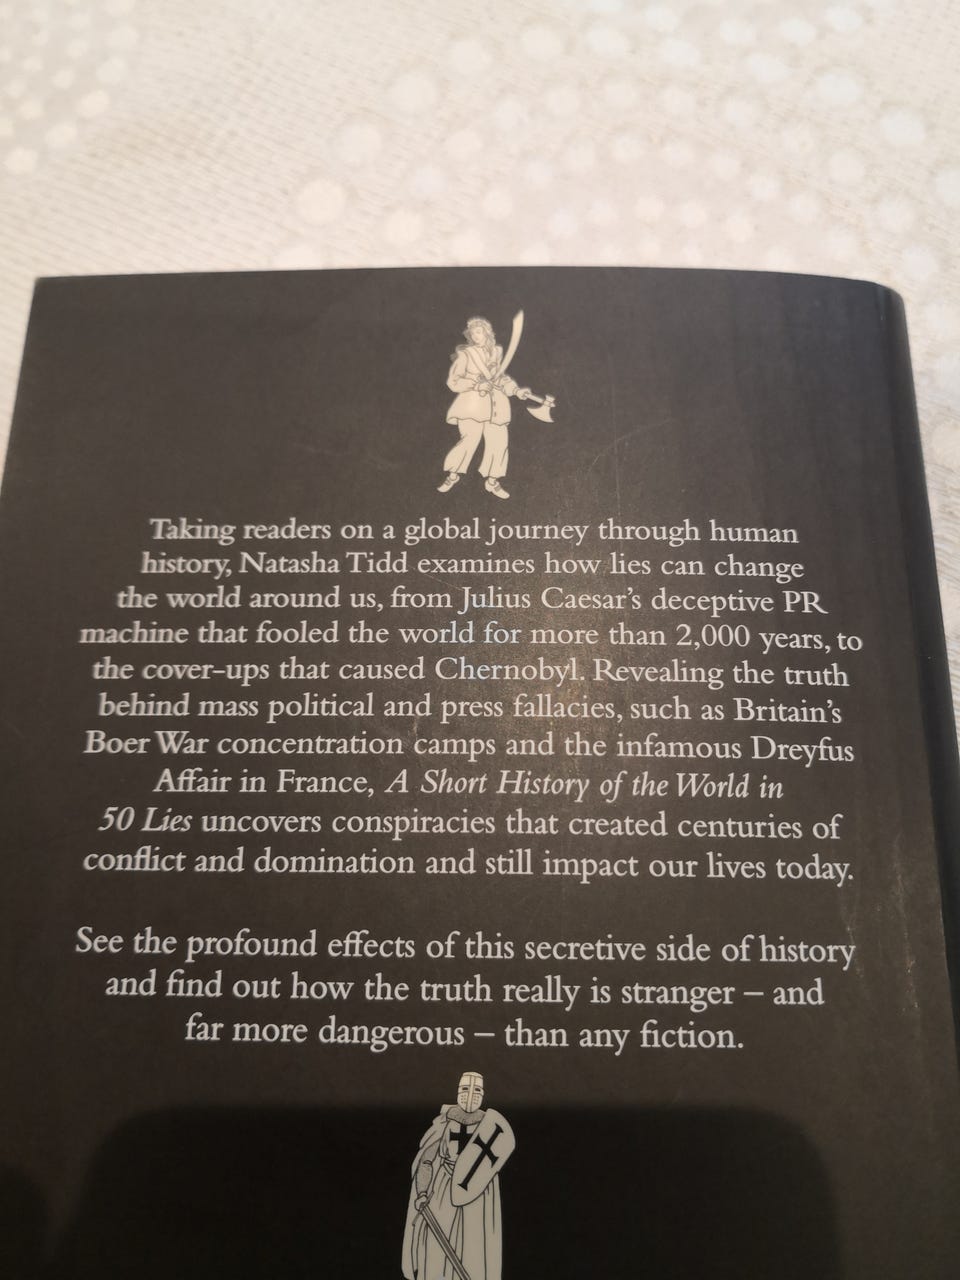 Taking readers on a global journey through human
history, Natasha Tidd examines how lies can change
the world around us, from Julius Caesar's deceptive PR
machine that fooled the world for more than 2,000 years, to
the cover-ups that caused Chernobyl. Revealing the truth
behind mass political and press fallacies, such as Britain's
Boer War concentration camps and the infamous Dreyfus
Affair in France, A Short History of the World in
50 Lies uncovers conspiracies that created centuries of
conflict and domination and still impact our lives today.
See the profound effects of this secretive side of history
and find out how the truth really is stranger – and
far more dangerous – than any fiction.